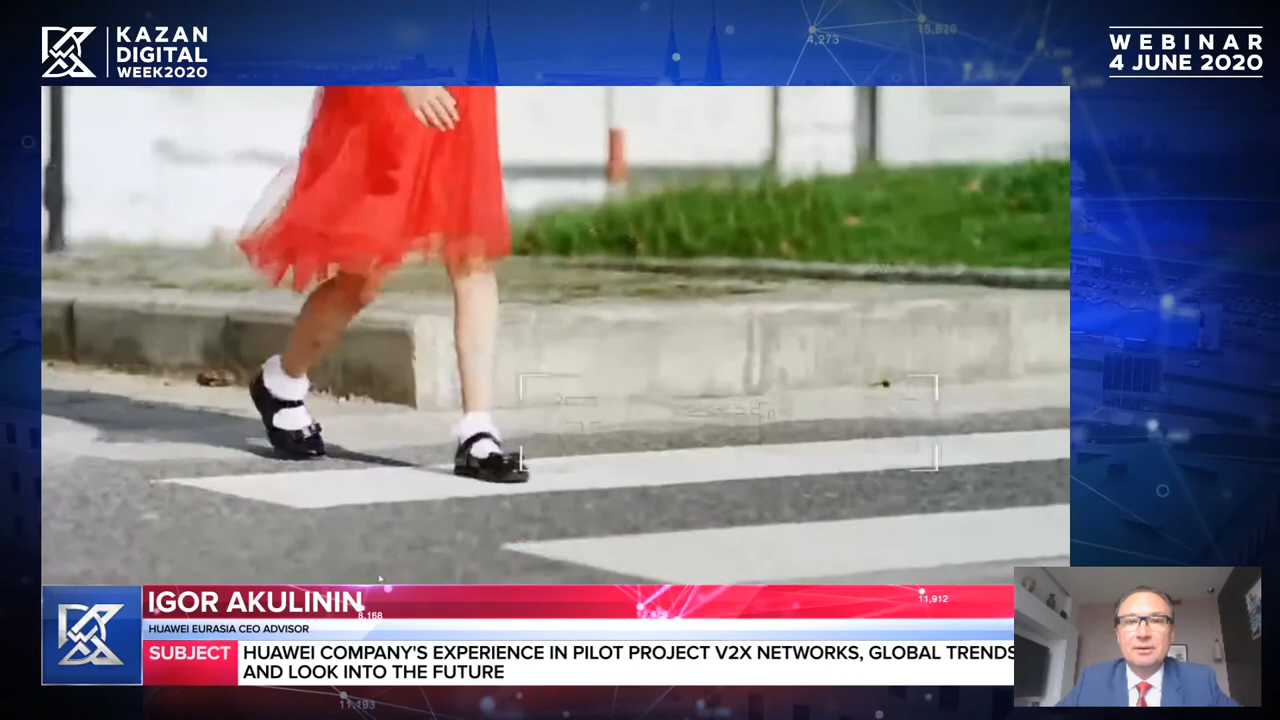 KAZAN
DIGITAL
WEEK2020
WEBINAR
4 JUNE 2020
4,273
15,820
IGOR AKULININ
8,168
11,912
HUAWEI EURASIA CEO ADVISOR
SUBJECT
HUAWEI COMPANY'S EXPERIENCE IN PILOT PROJECT V2X NETWORKS, GLOBAL TRENDS
AND LOOK INTO THE FUTURE
11,193